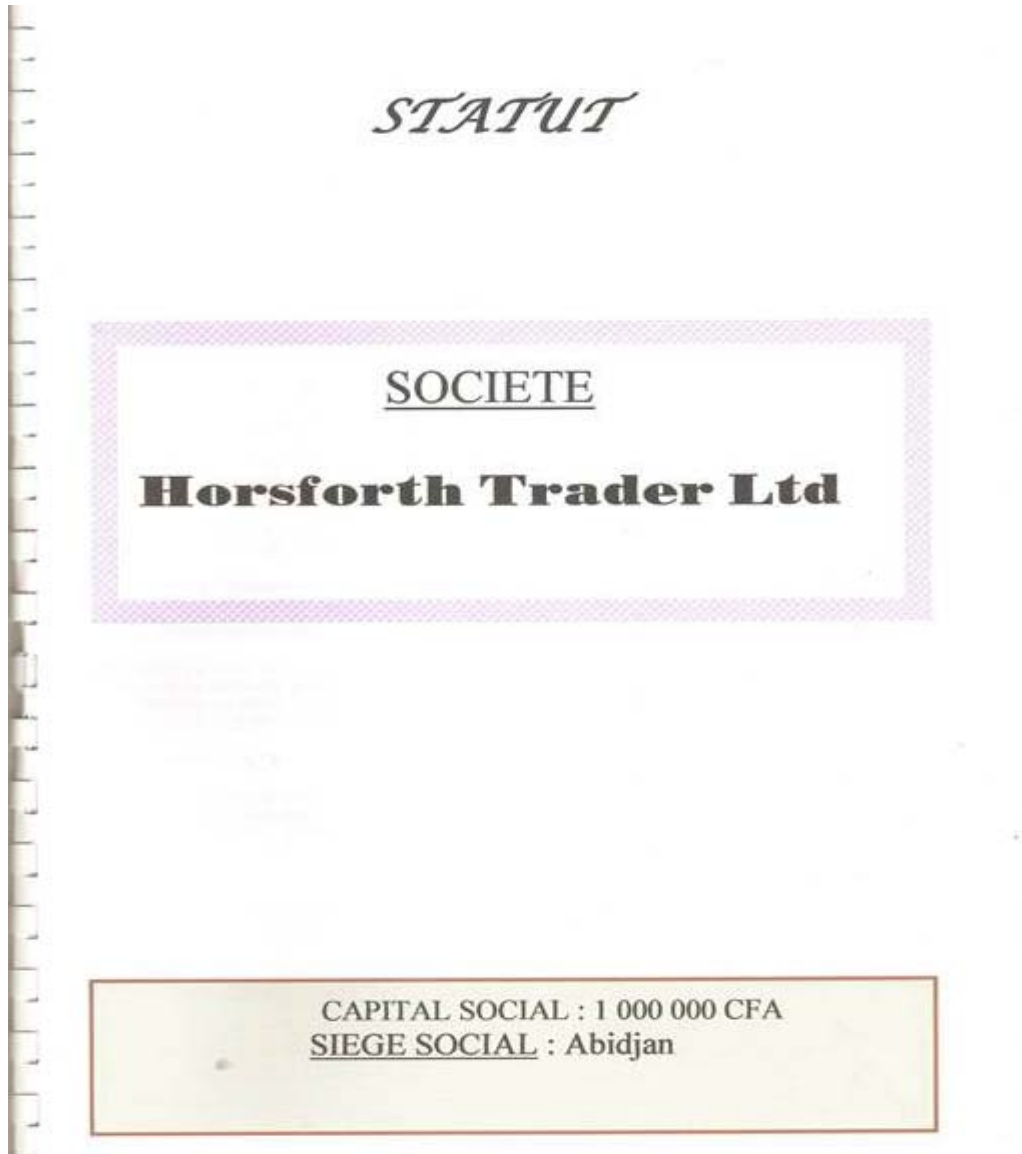 STATUT
SOCIETE
Horsforth Trader Ltd
CAPITAL SOCIAL : 1 000 000 CFA
SIEGE SOCIAL : Abidjan